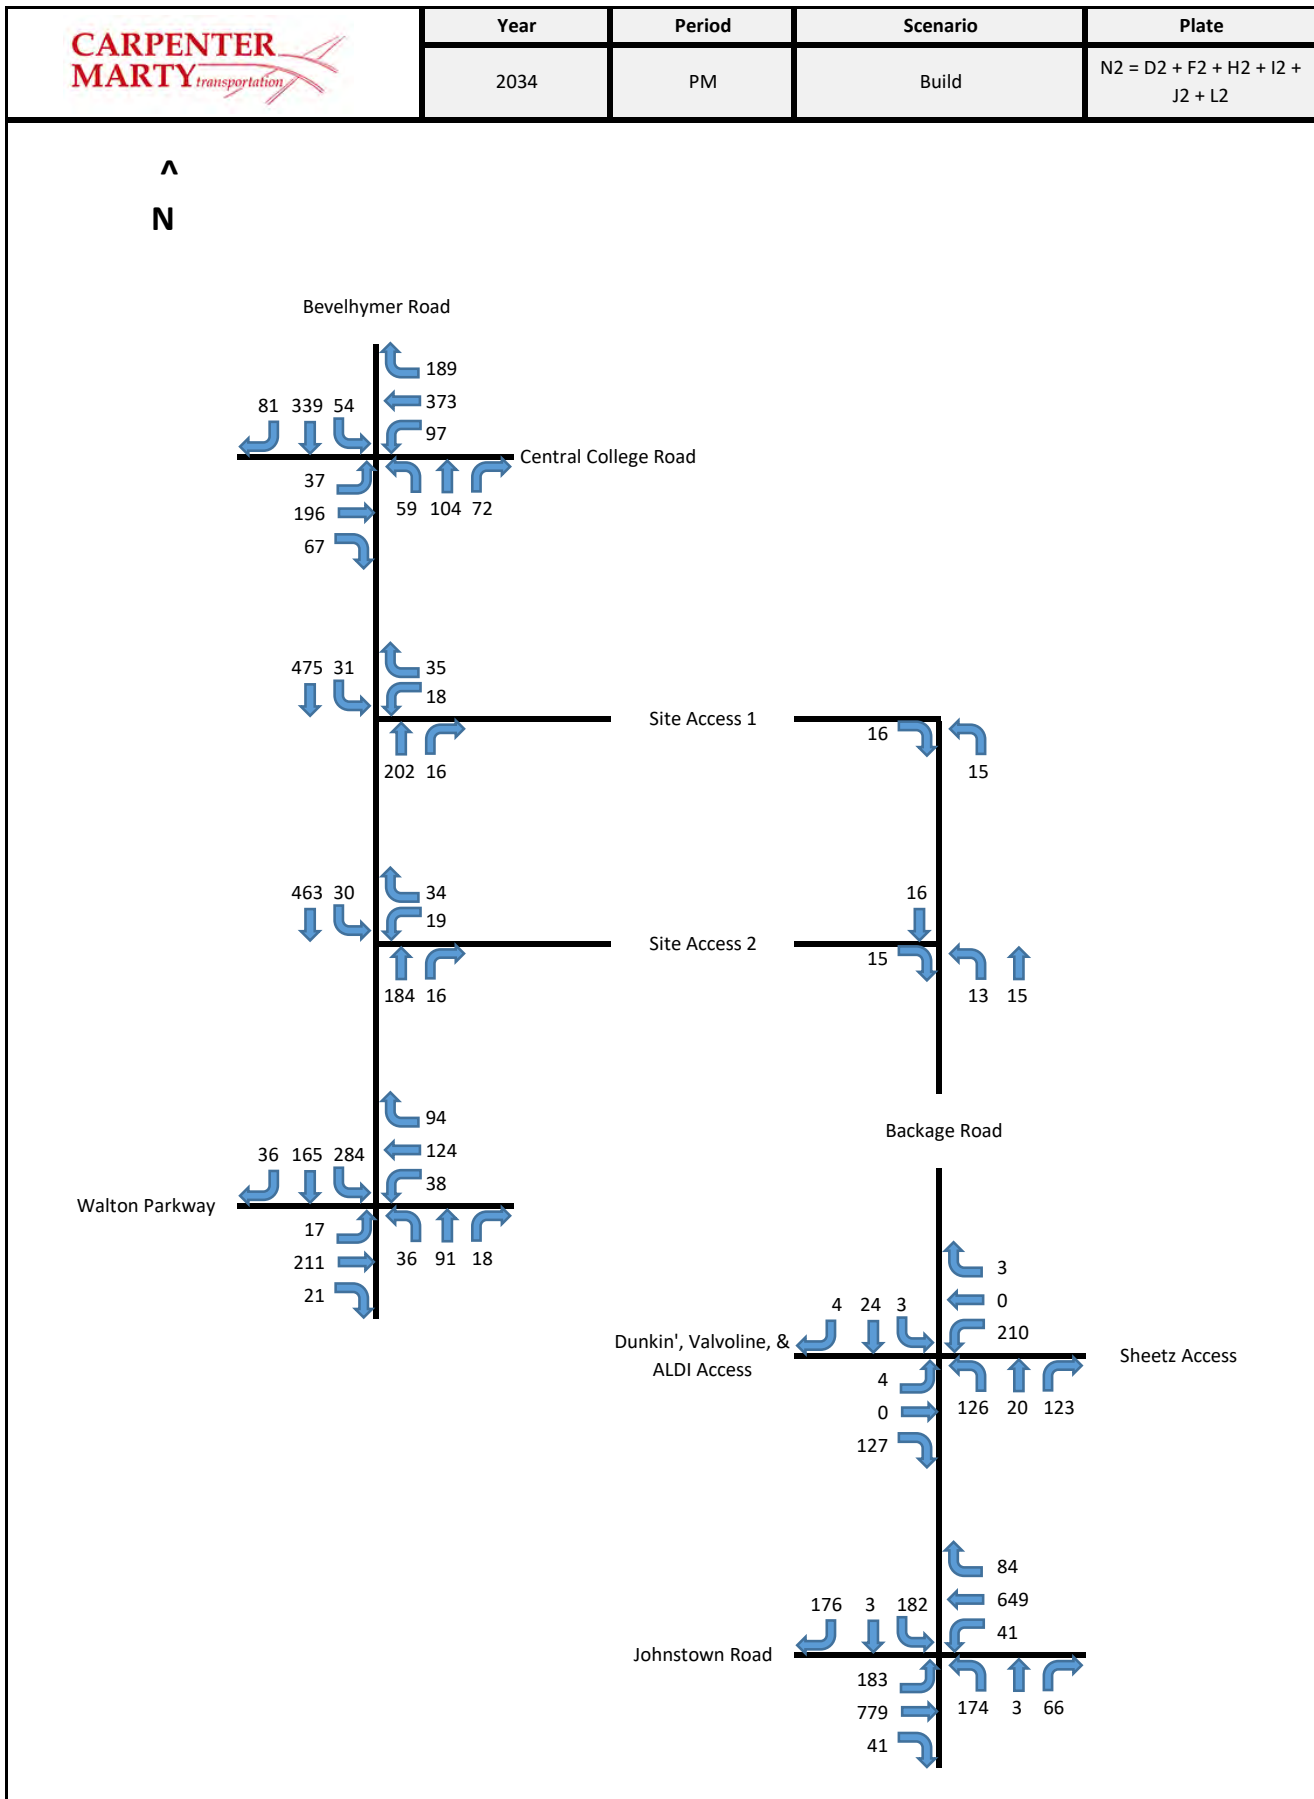 CARPENTER
MARTY transportation
Year Period Scenario Plate
2034 PM Build N2 = D2 + F2 + H2 + I2 +
J2 + L2
^
N
Bevelhymer Road
189
373
81 339 54
97
Central College Road
37
59 104 72
196
67
475 31 35
18
Site Access 1
16
202 16 15
463 30 34 16
19
Site Access 2
15
184 16 13 15
94
Backage Road
124
36 165 284
38
Walton Parkway
17
36 91 18
211
21
3
0
4 24 3
210
Dunkin', Valvoline, &
ALDI Access
Sheetz Access
4
126 20 123
0
127
84
649
176 3 182
41
Johnstown Road
183
174 3 66
779
41